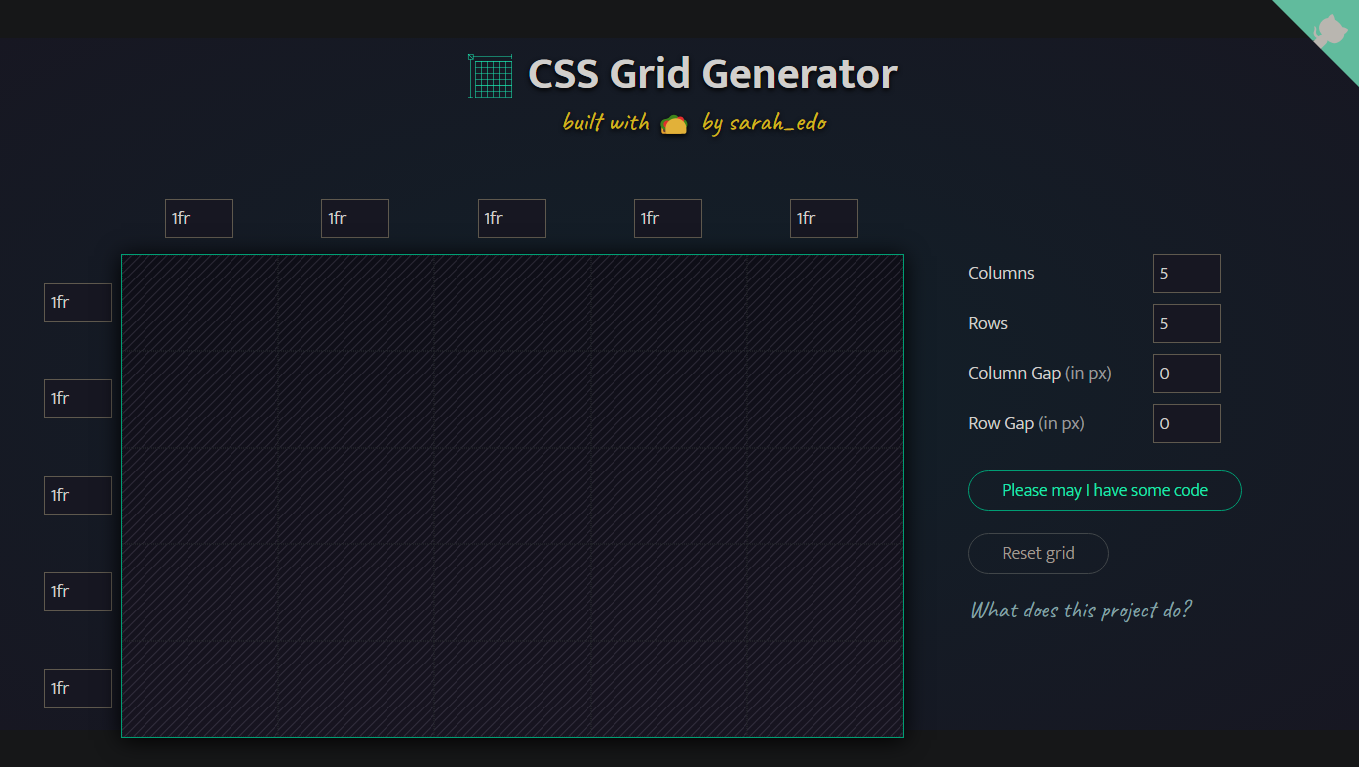 CSS Grid Generator
built with 🌮 by sarah_edo
1fr 1fr 1fr 1fr 1fr
1fr
1fr
1fr
1fr
1fr
Columns 5
Rows 5
Column Gap (in px) 0
Row Gap (in px) 0
Please may I have some code
Reset grid
What does this project do?